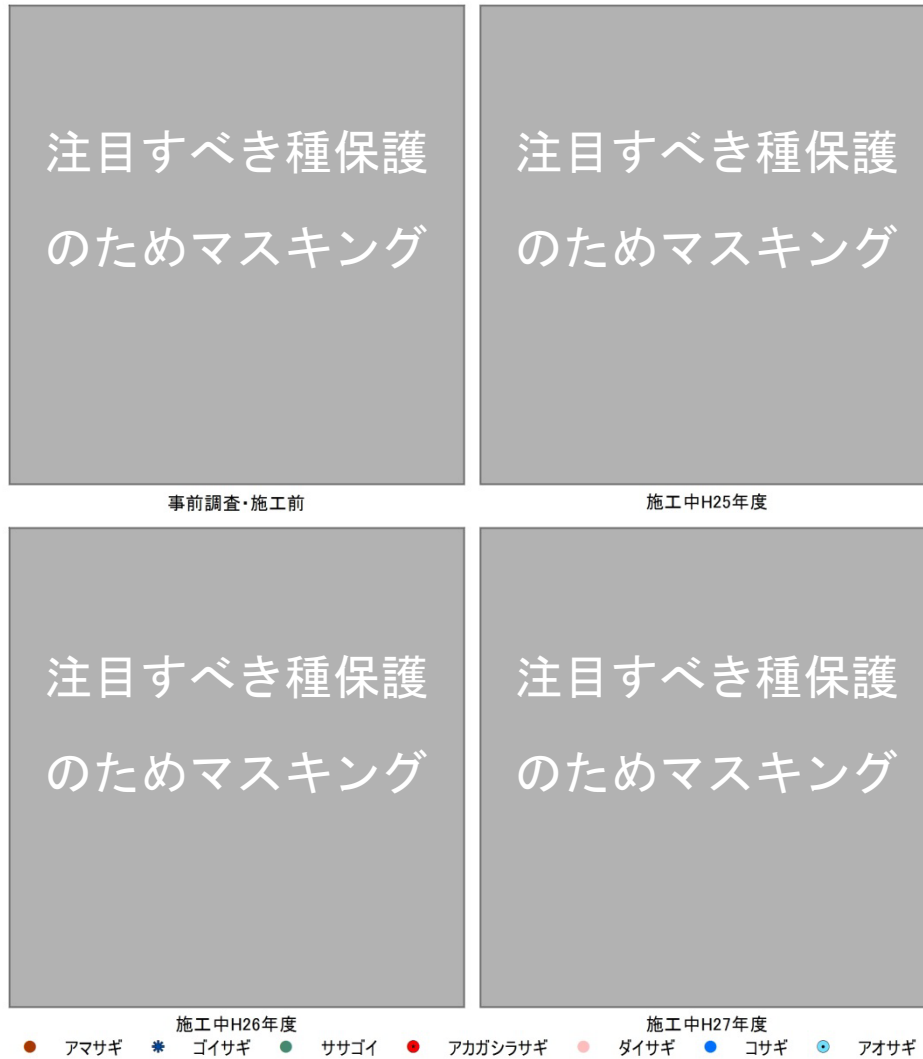 注目すべき種保護
のためマスキング
注目すべき種保護
のためマスキング
事前調査・施工前
施工中H25年度
注目すべき種保護
のためマスキング
注目すべき種保護
のためマスキング
施工中H26年度
施工中H27年度
アマサギ ゴイサギ ササゴイ アカガシラサギ ダイサギ コサギ アオサギ